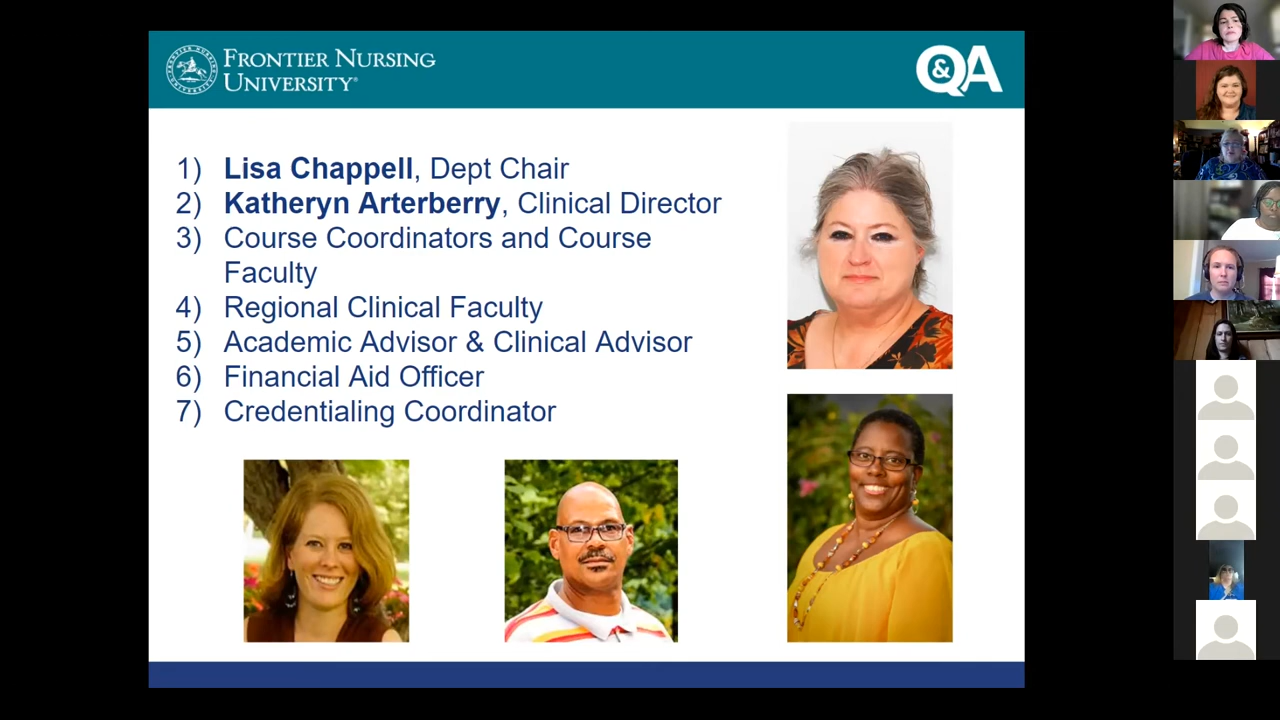 FRONTIER NURSING
UNIVERSITY®
Q&A
1) Lisa Chappell, Dept Chair
2) Katheryn Arterberry, Clinical Director
3) Course Coordinators and Course
Faculty
4) Regional Clinical Faculty
5) Academic Advisor & Clinical Advisor
6) Financial Aid Officer
7) Credentialing Coordinator